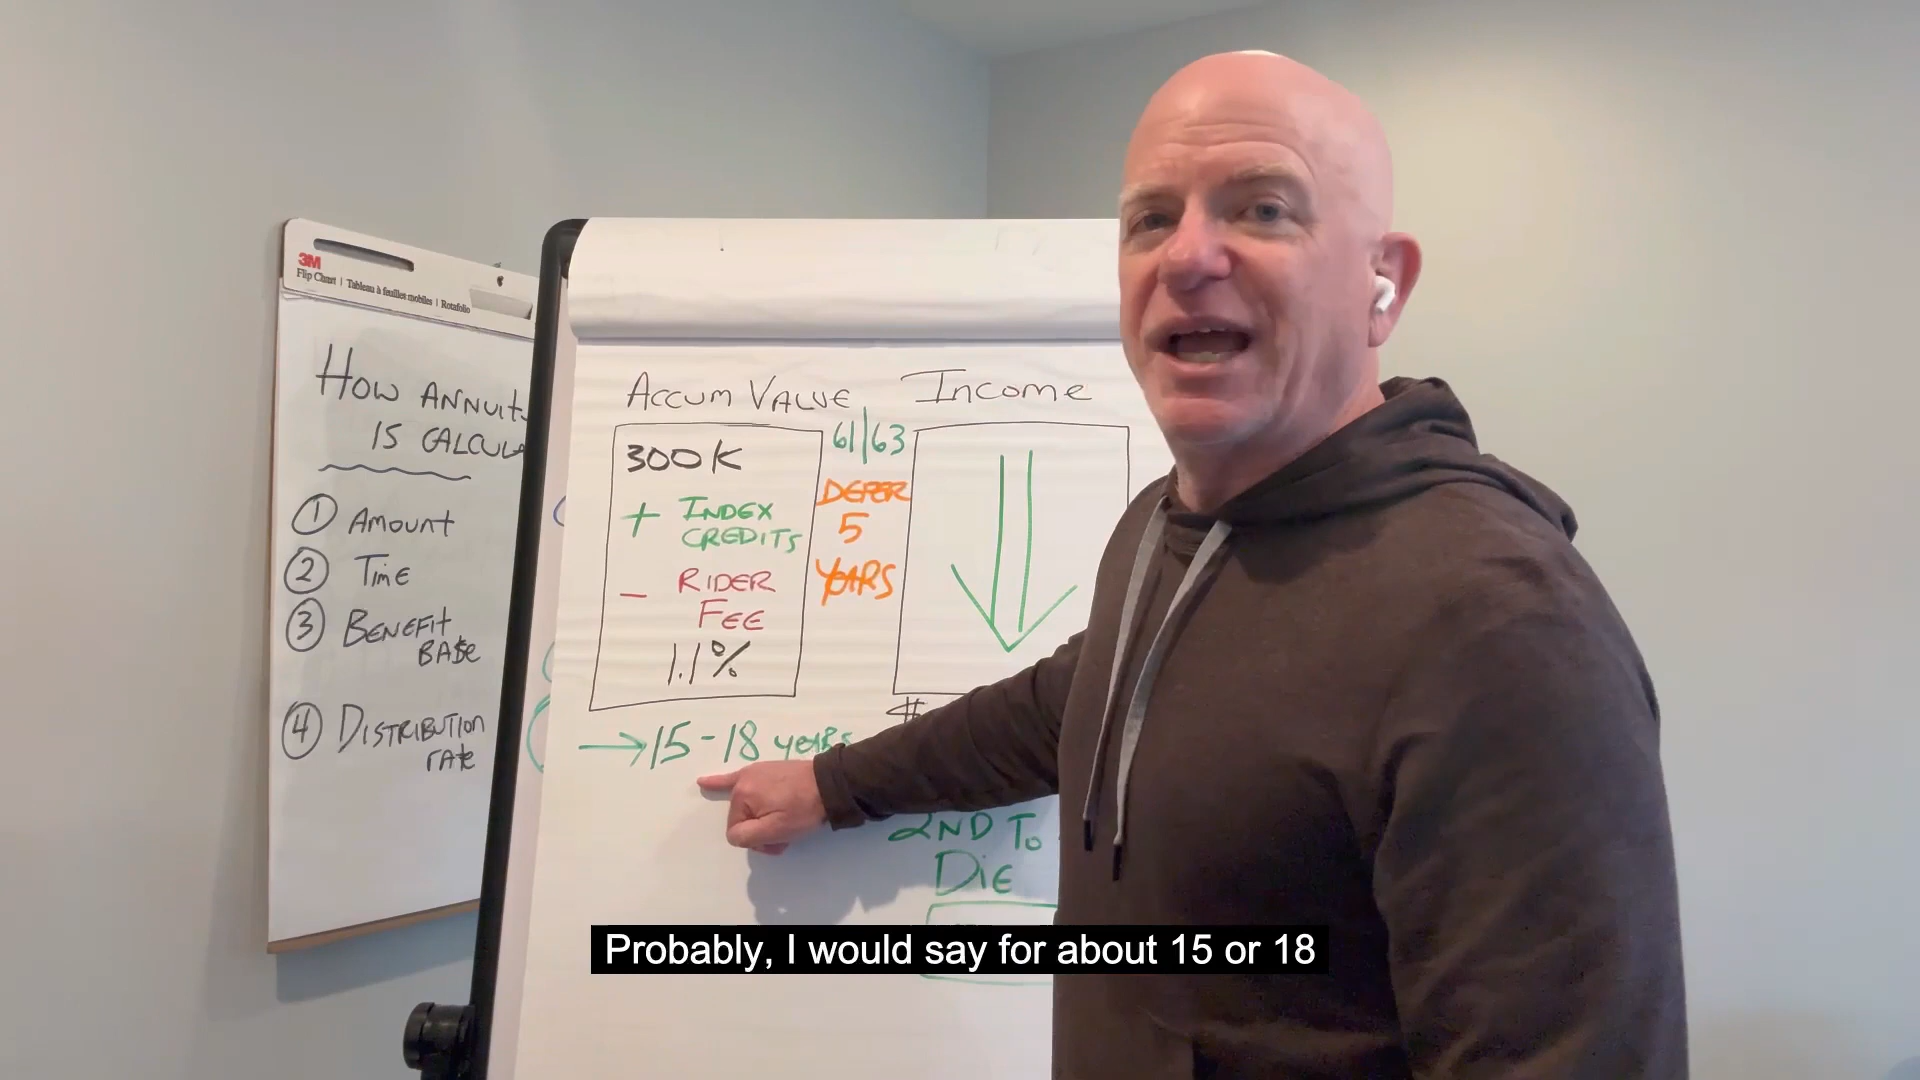 3M
Flip Chart | Tableau à feuilles mobiles | Rotafolio
HOW ANNUIT
IS CALCUL
① AMOUNT
② TIME
③ BENEFIT
BASE
④ DISTRIBUTION
RATE
ACCUM VALUE
300K
+ INDEX
CREDITS
- RIDER
FEE
1.1%
→ 15-18 YEARS
61/63
DEFER
5
YEARS
INCOME
$
2ND TO
DIE
Probably, I would say for about 15 or 18